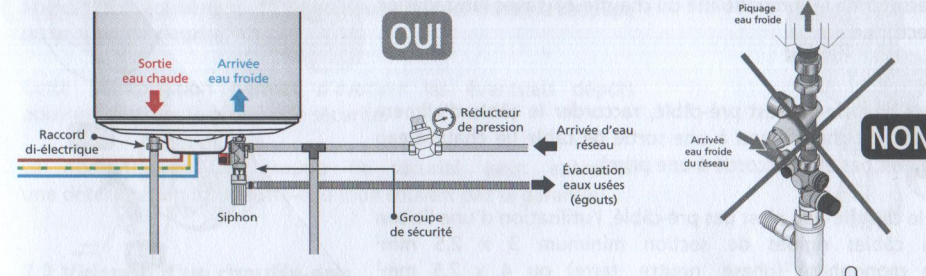 OUI
Sortie
eau chaude
Arrivée
eau froide
Raccord
di-électrique
Siphon
Groupe
de sécurité
Réducteur
de pression
Arrivée d'eau
réseau
Évacuation
eaux usées
(égouts)
Piquage
eau froide
Arrivée
eau froide
du réseau
NON